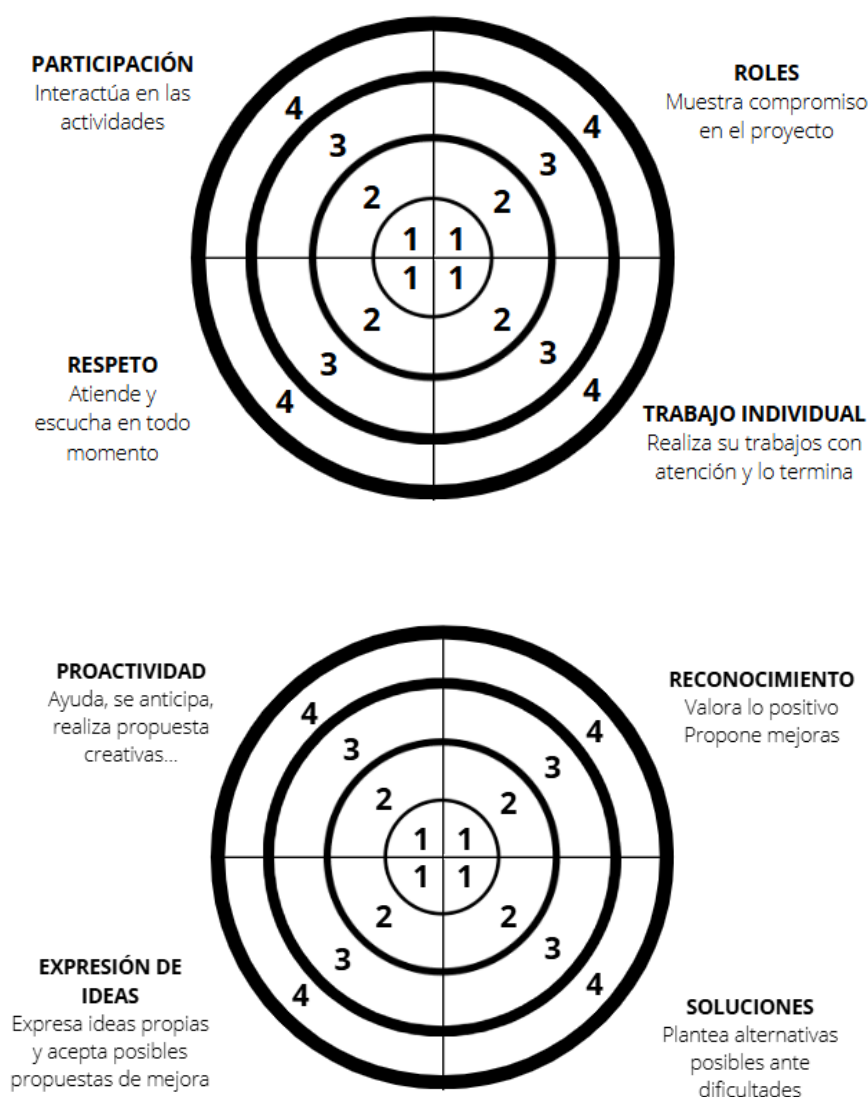 PARTICIPACIÓN
Interactúa en las
actividades
ROLES
Muestra compromiso
en el proyecto
4
4
3
3
2
2
1 1
1 1
2
2
3
3
4
4
RESPETO
Atiende y
escucha en todo
momento
TRABAJO INDIVIDUAL
Realiza su trabajos con
atención y lo termina
PROACTIVIDAD
Ayuda, se anticipa,
realiza propuesta
creativas...
RECONOCIMIENTO
Valora lo positivo
Propone mejoras
4
4
3
3
2
2
1 1
1 1
2
2
3
3
4
4
EXPRESIÓN DE
IDEAS
Expresa ideas propias
y acepta posibles
propuestas de mejora
SOLUCIONES
Plantea alternativas
posibles ante
dificultades